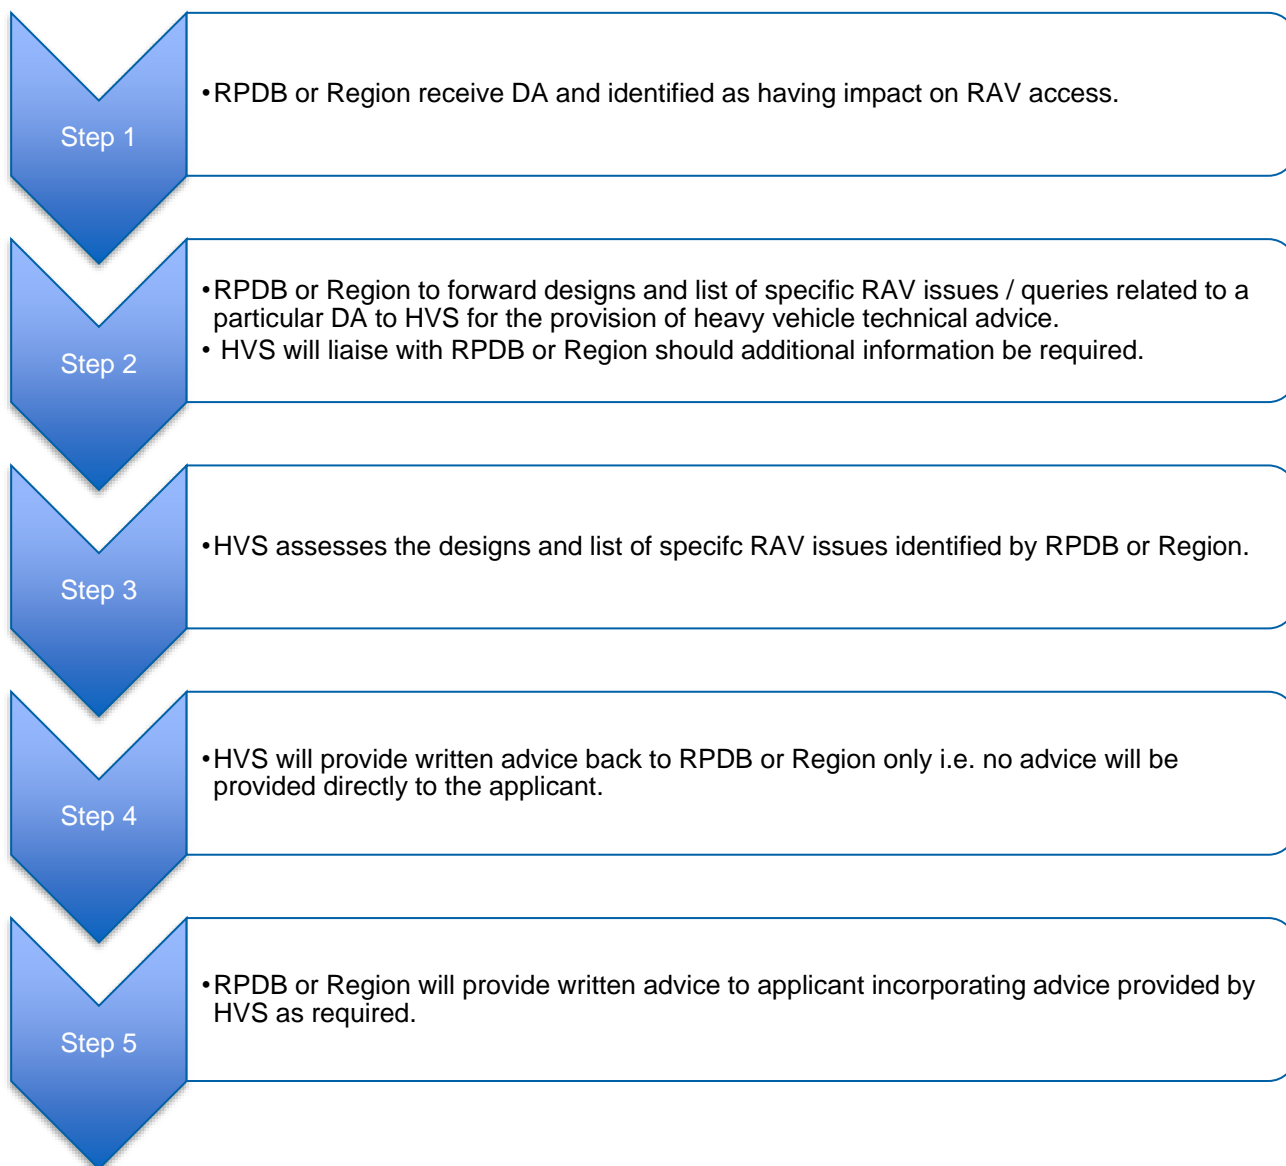 Step 1
•RPDB or Region receive DA and identified as having impact on RAV access.
Step 2
•RPDB or Region to forward designs and list of specific RAV issues / queries related to a
particular DA to HVS for the provision of heavy vehicle technical advice.
• HVS will liaise with RPDB or Region should additional information be required.
Step 3
•HVS assesses the designs and list of specifc RAV issues identified by RPDB or Region.
Step 4
•HVS will provide written advice back to RPDB or Region only i.e. no advice will be
provided directly to the applicant.
Step 5
•RPDB or Region will provide written advice to applicant incorporating advice provided by
HVS as required.